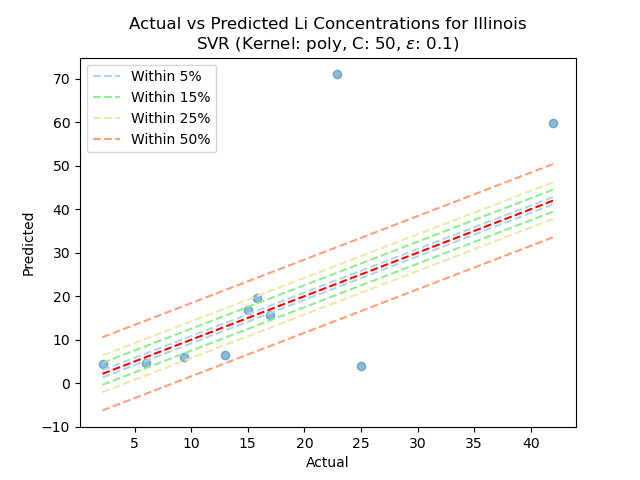 Actual vs Predicted Li Concentrations for Illinois
SVR (Kernel: poly, C: 50, ε: 0.1)
Within 5%
Within 15%
Within 25%
Within 50%
Predicted
70
60
50
40
30
20
10
0
−10
5
10
15
20
25
30
35
40
Actual